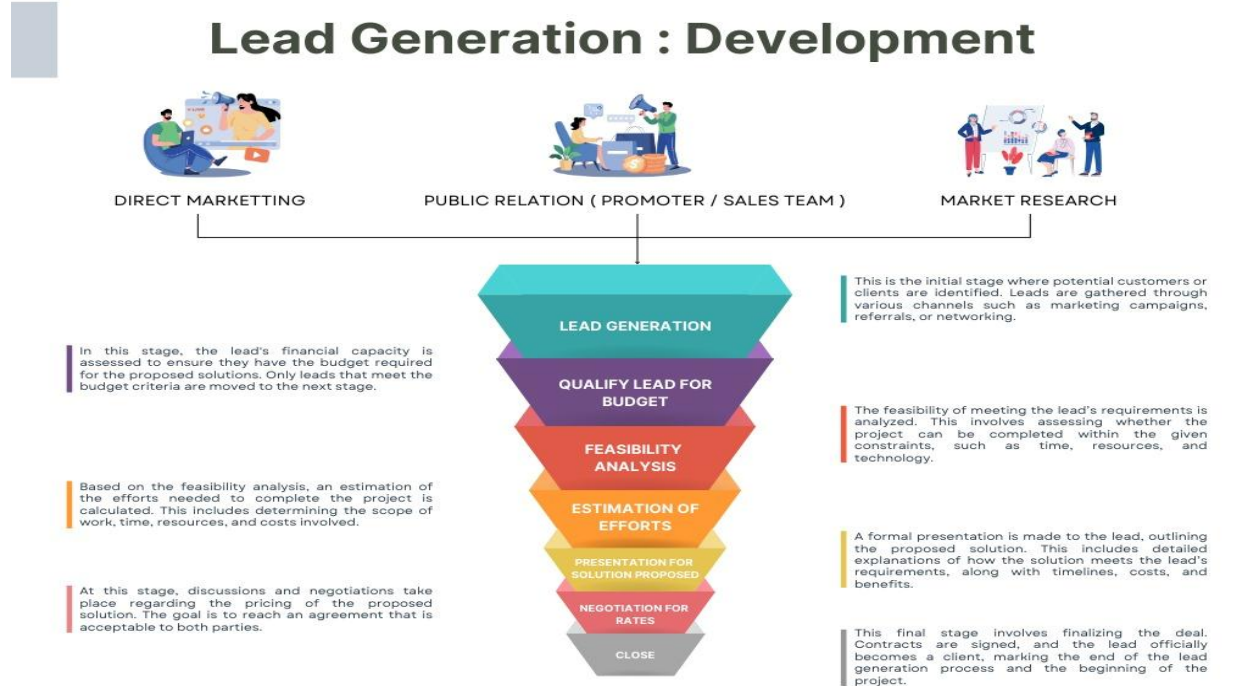 Lead Generation : Development
DIRECT MARKETTING
PUBLIC RELATION ( PROMOTER / SALES TEAM )
MARKET RESEARCH
LEAD GENERATION
This is the initial stage where potential customers or
clients are identified. Leads are gathered through
various channels such as marketing campaigns,
referrals, or networking.
In this stage, the lead's financial capacity is
assessed to ensure they have the budget required
for the proposed solutions. Only leads that meet the
budget criteria are moved to the next stage.
QUALIFY LEAD FOR
BUDGET
FEASIBILITY
ANALYSIS
The feasibility of meeting the lead's requirements is
analyzed. This involves assessing whether the
project can be completed within the given
constraints, such as time, resources, and
technology.
Based on the feasibility analysis, an estimation of
the efforts needed to complete the project is
calculated. This includes determining the scope of
work, time, resources, and costs involved.
ESTIMATION OF
EFFORTS
PRESENTATION FOR
SOLUTION PROPOSED
A formal presentation is made to the lead, outlining
the proposed solution. This includes detailed
explanations of how the solution meets the lead's
requirements, along with timelines, costs, and
benefits.
At this stage, discussions and negotiations take
place regarding the pricing of the proposed
solution. The goal is to reach an agreement that is
acceptable to both parties.
NEGOTIATION FOR
RATES
CLOSE
This final stage involves finalizing the deal.
Contracts are signed, and the lead officially
becomes a client, marking the end of the lead
generation process and the beginning of the
project.